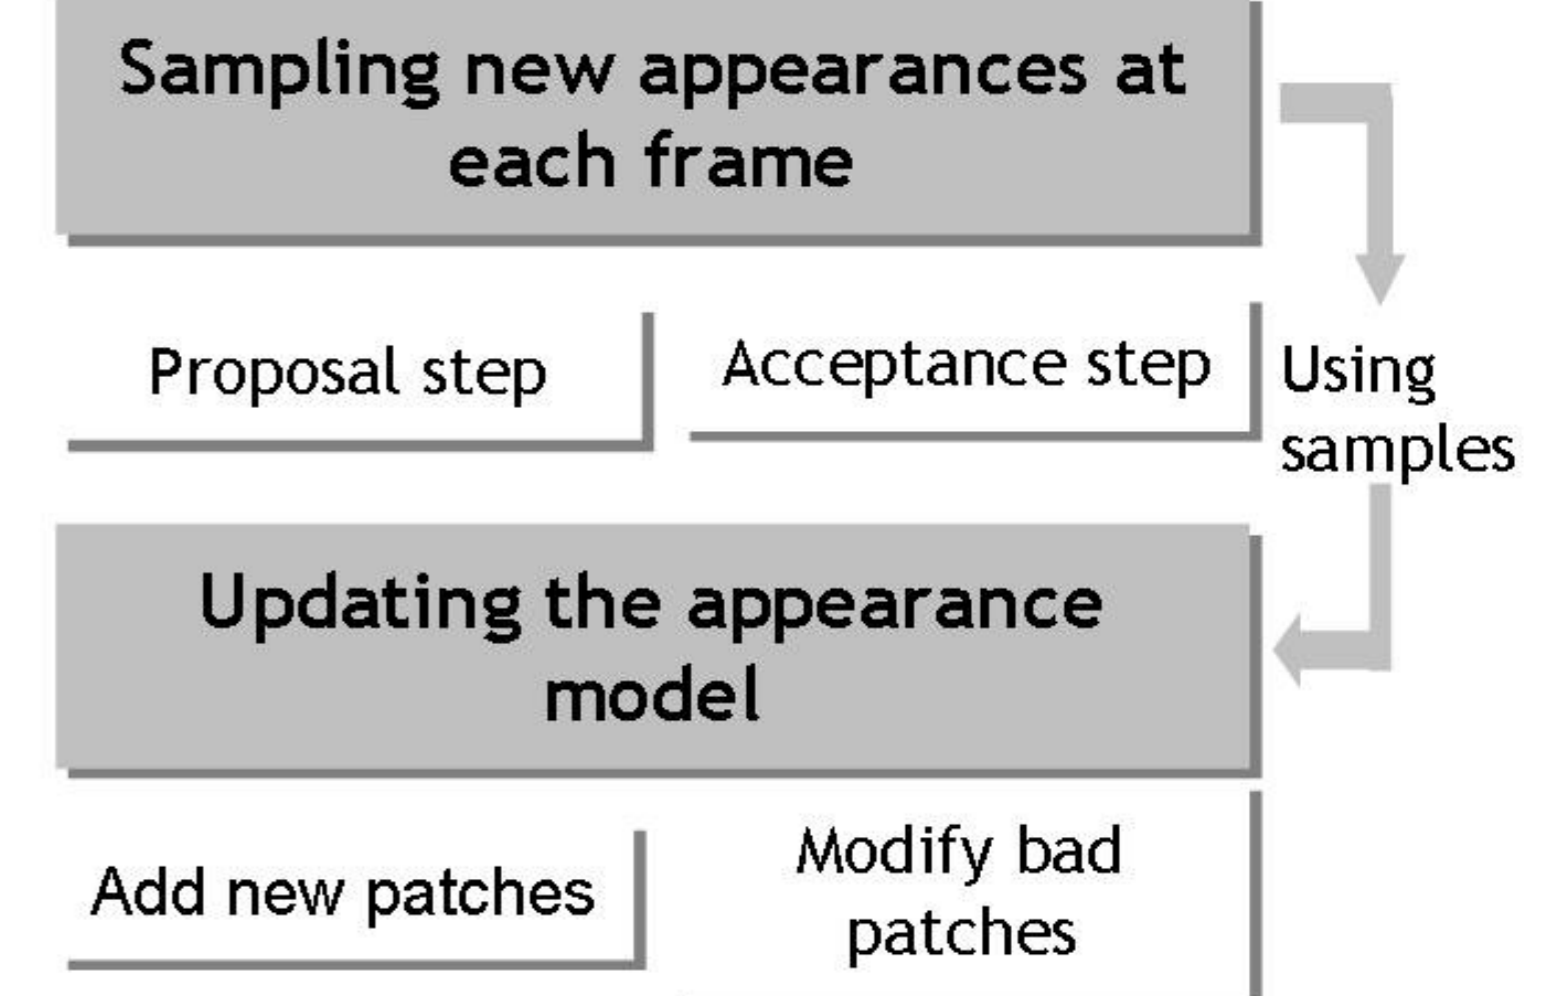 Sampling new appearances at
each frame
Proposal step
Acceptance step
Using
samples
Updating the appearance
model
Add new patches
Modify bad
patches